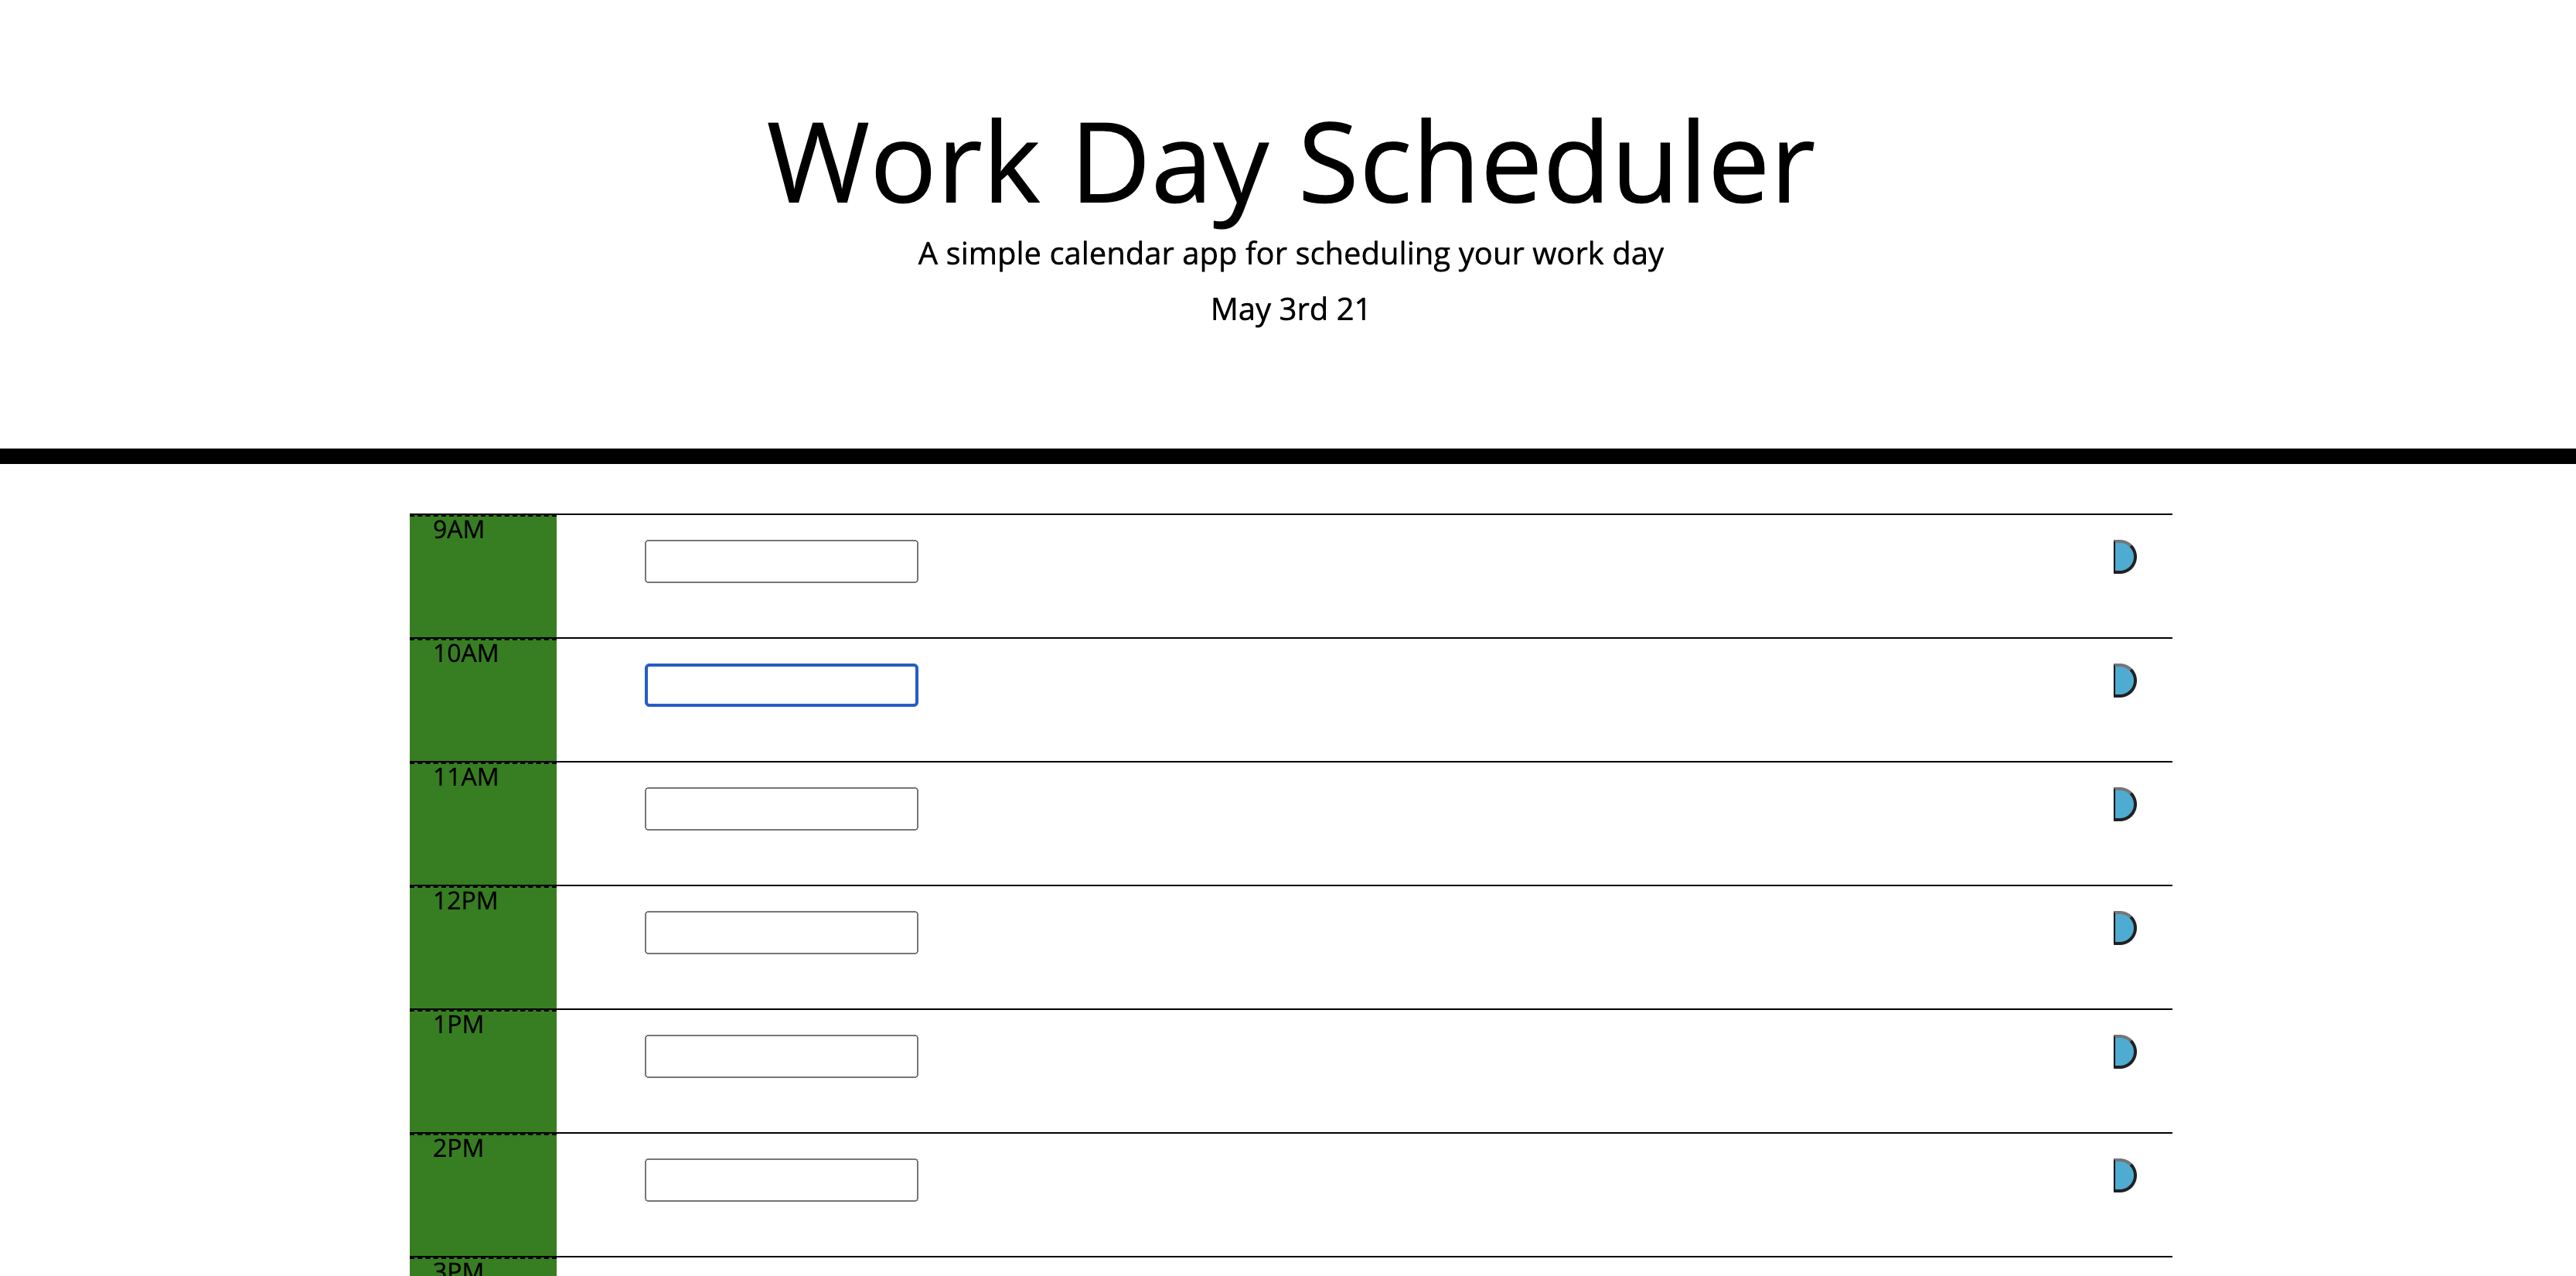 Work Day Scheduler
A simple calendar app for scheduling your work day
May 3rd 21
9AM
10AM
11AM
12PM
1PM
2PM
3PM